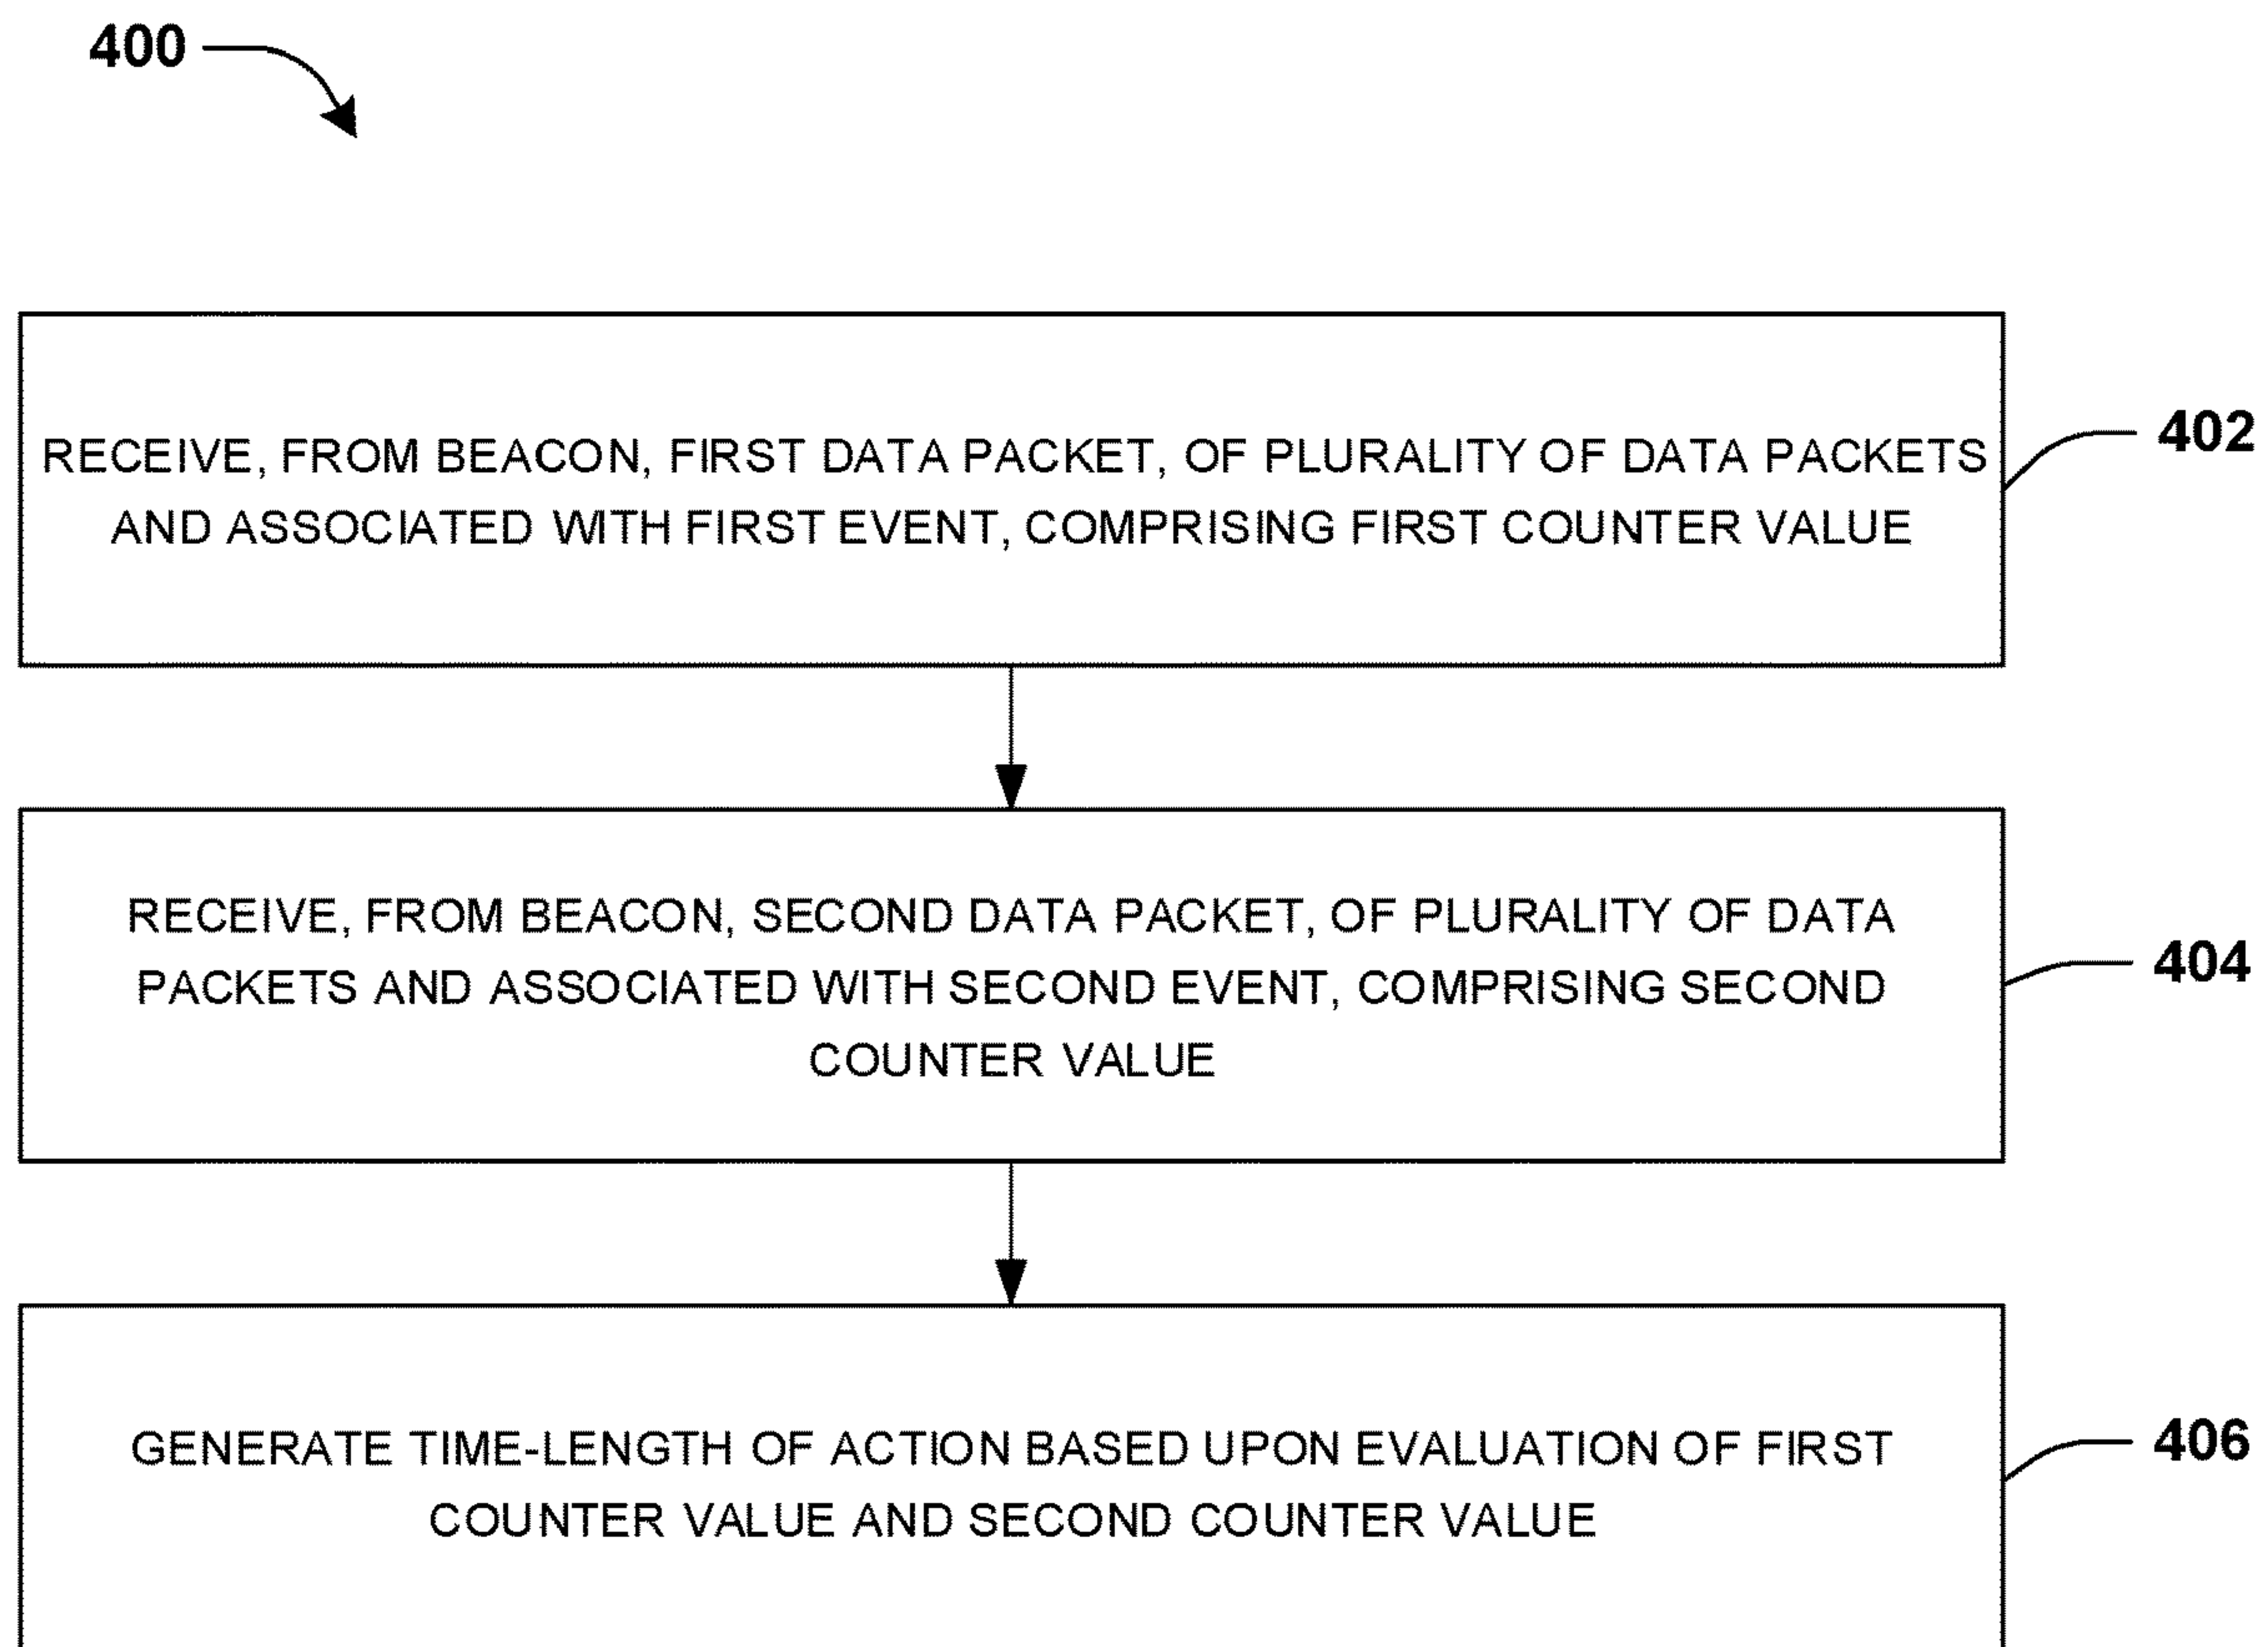 400
RECEIVE, FROM BEACON, FIRST DATA PACKET, OF PLURALITY OF DATA PACKETS
AND ASSOCIATED WITH FIRST EVENT, COMPRISING FIRST COUNTER VALUE
402
RECEIVE, FROM BEACON, SECOND DATA PACKET, OF PLURALITY OF DATA
PACKETS AND ASSOCIATED WITH SECOND EVENT, COMPRISING SECOND
COUNTER VALUE
404
GENERATE TIME-LENGTH OF ACTION BASED UPON EVALUATION OF FIRST
COUNTER VALUE AND SECOND COUNTER VALUE
406